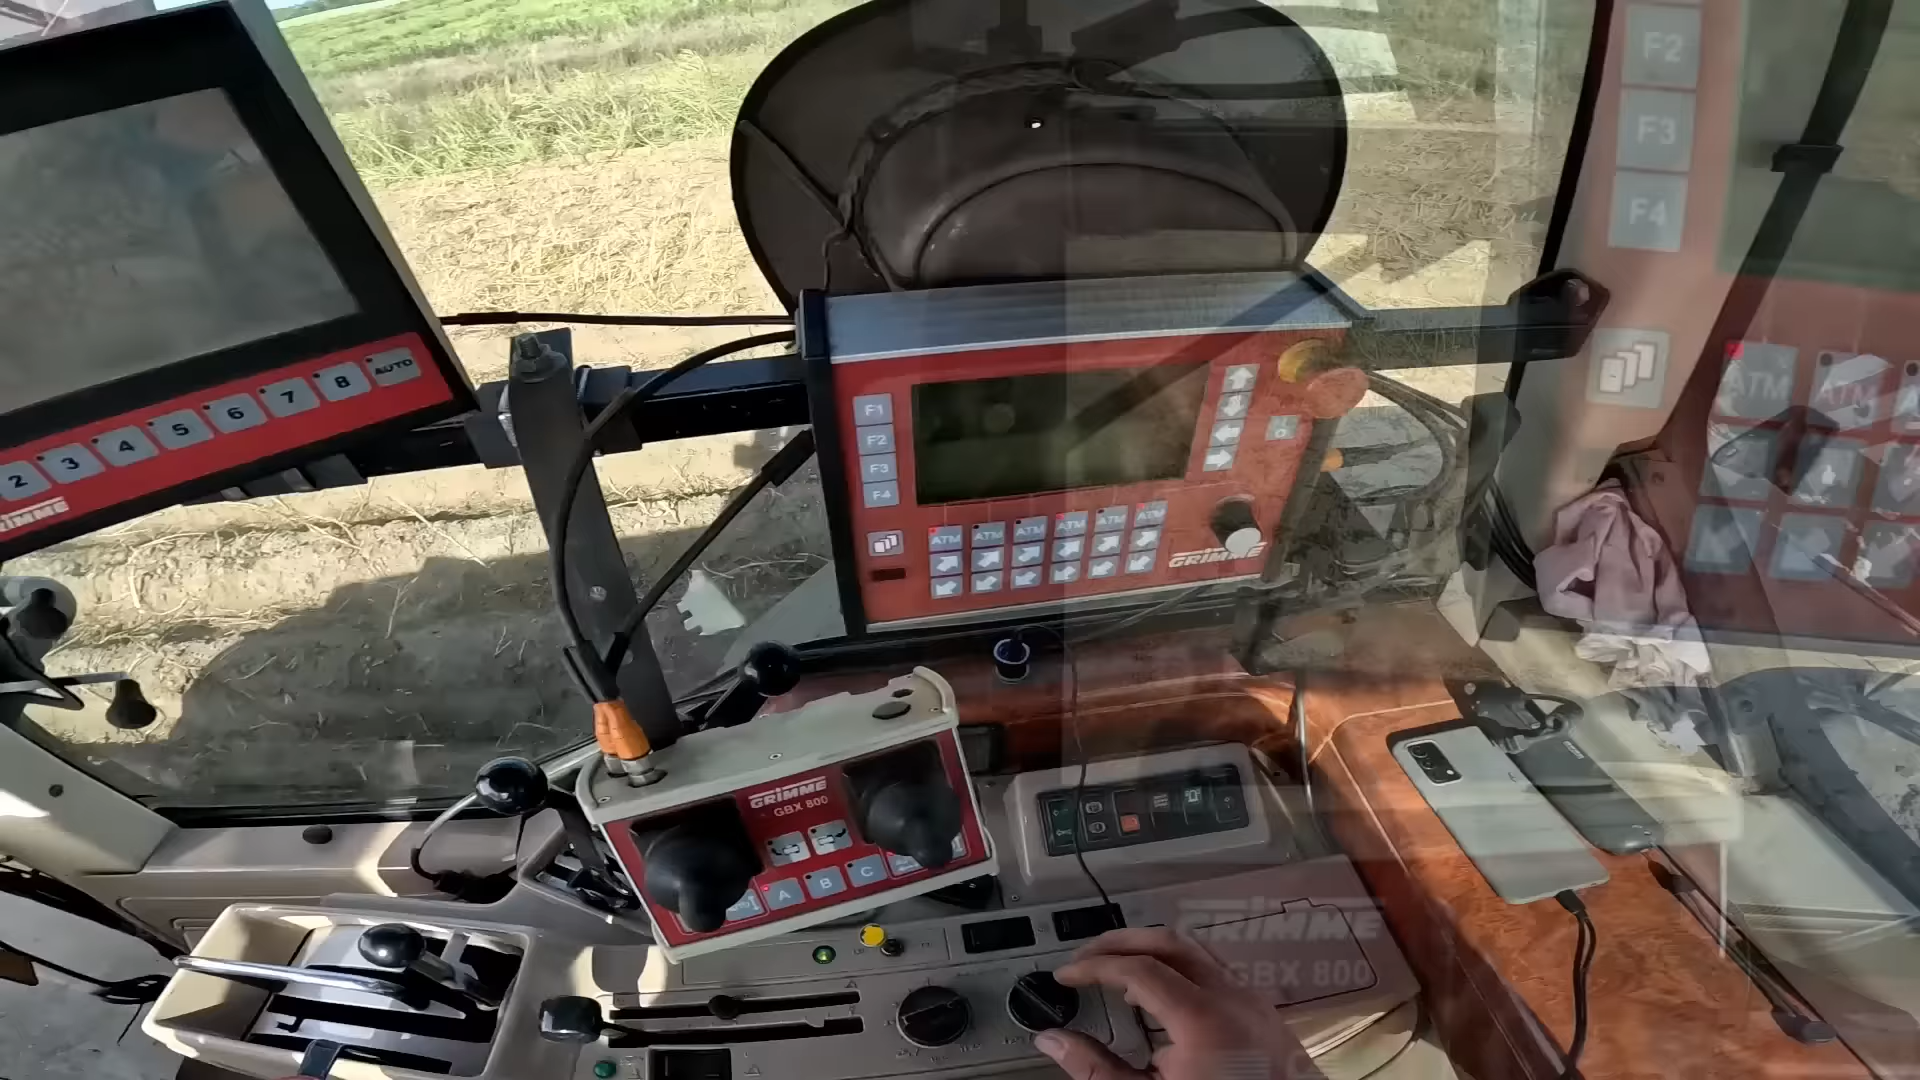 F2
F3
F4
2 3 4 5 6 7 8 AUTO
GRIMME
F1
F2
F3
F4
ATM ATM ATM ATM ATM ATM
GRIMME
ATM ATM
GRIMME
GBX 800
A B C
GRIMME
GBX 800